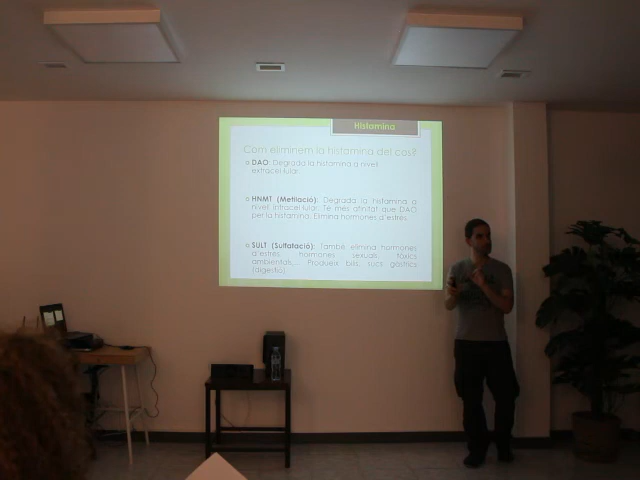 Histamina
Com eliminem la histamina del cos?
DAO: Degrada la histamina a nivell
extracel·lular.
HNMT (Metilació): Degrada la histamina a
nivell intracel·lular. Té més afinitat que DAO
per la histamina. Elimina hormones d'estrès.
SULT (Sulfatació): També elimina hormones
d'estrès, hormones sexuals, tòxics
ambientals,... Produeix bilis, sucs gàstrics
(digestió).